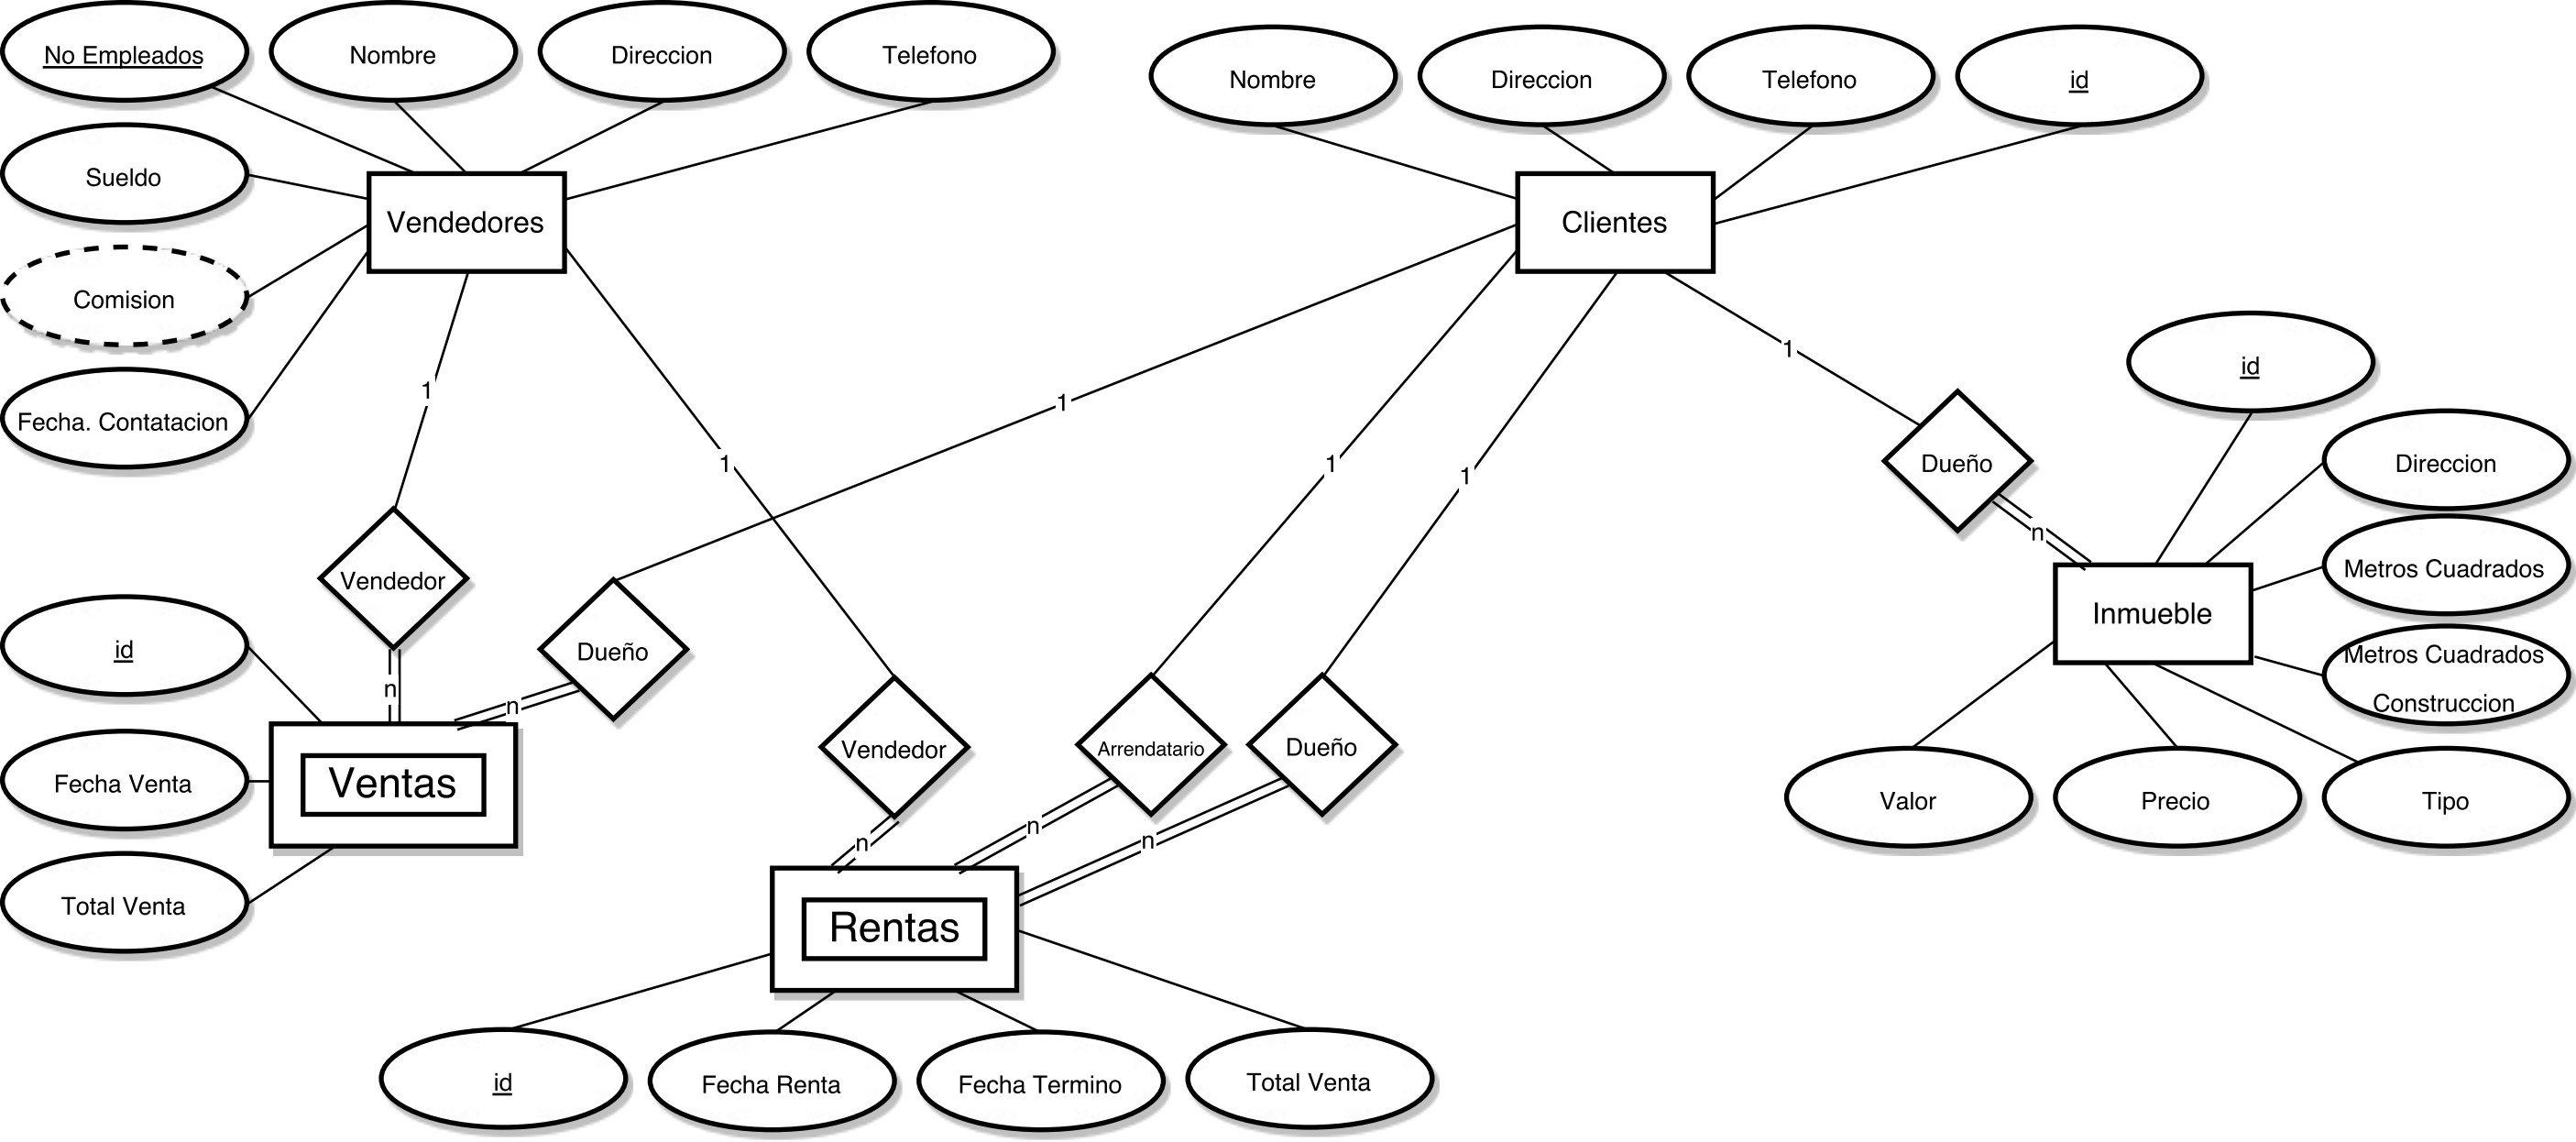 No Empleados
Nombre
Direccion
Telefono
Nombre
Direccion
Telefono
id
Sueldo
Vendedores
Clientes
Comision
Fecha. Contatacion
1
1
1
1
1
1
id
Dueño
Direccion
n
Metros Cuadrados
Inmueble
Metros Cuadrados
Construccion
Vendedor
Dueño
id
n
n
Vendedor
Arrendatario
Dueño
Fecha Venta
Ventas
Valor
Precio
Tipo
n
n
n
Total Venta
Rentas
id
Fecha Renta
Fecha Termino
Total Venta